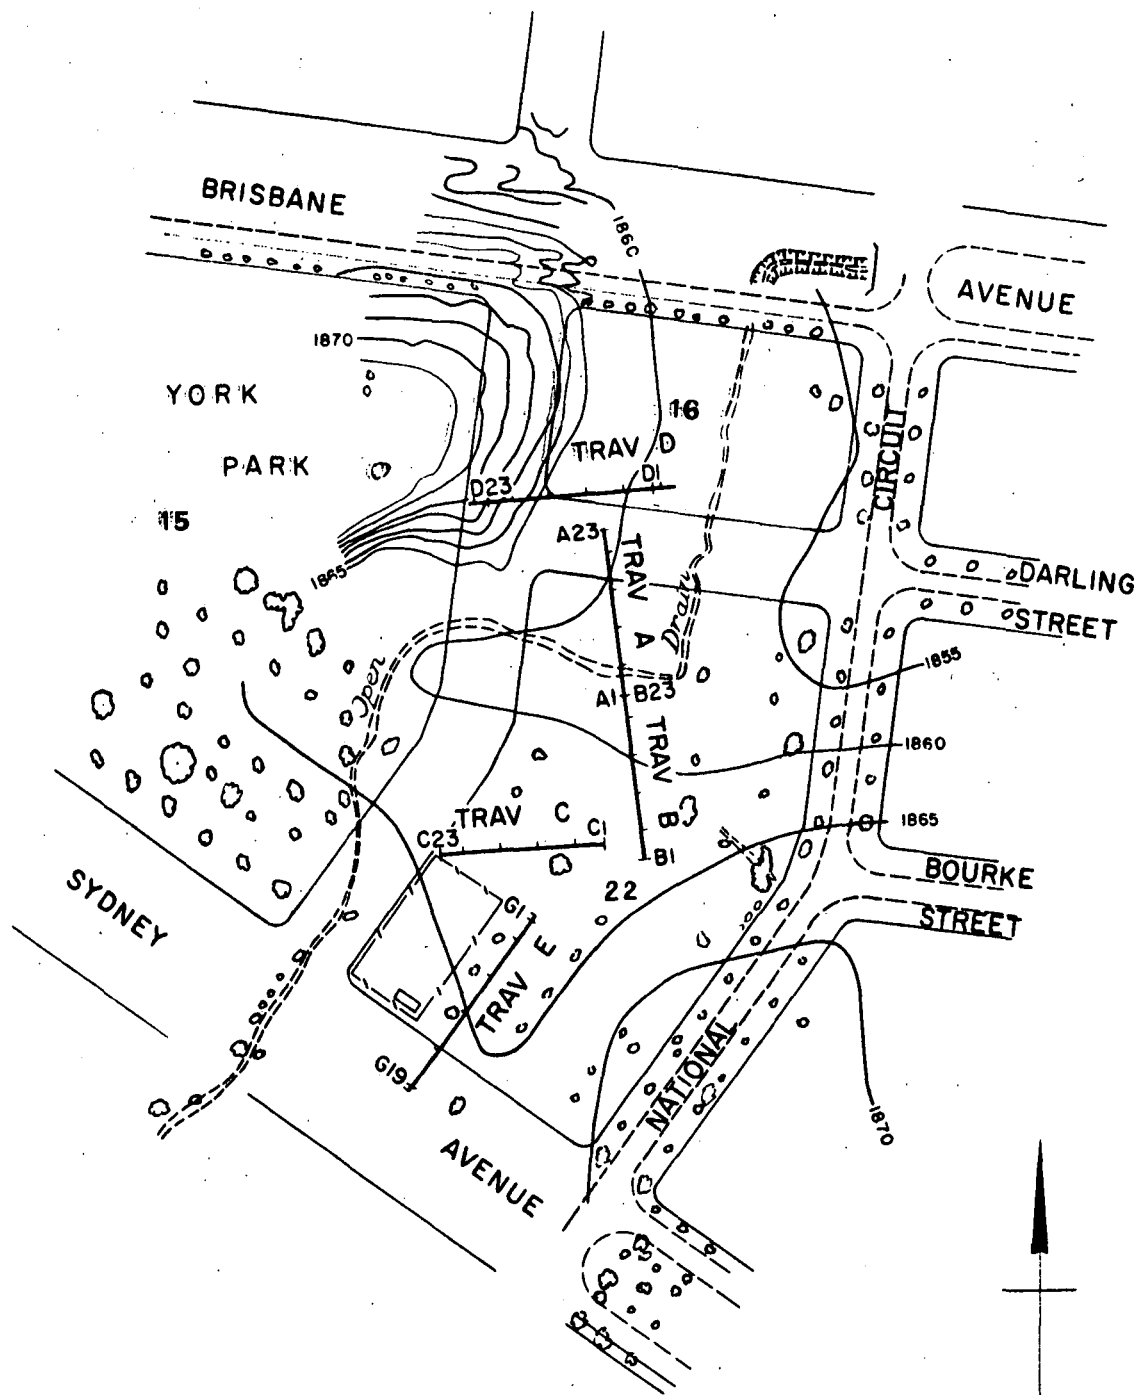 BRISBANE
186C
AVENUE
1870
YORK
16
CIRCUIT
TRAV D
PARK
D1
D23
15
A23
TRAV A
1865
DARLING
Drain
STREET
Open
1855
A1 B23
TRAV B
1860
TRAV C
1865
C23
C1
B1
BOURKE
SYDNEY
22
G1
STREET
TRAV E
NATIONAL
G19
1870
AVENUE